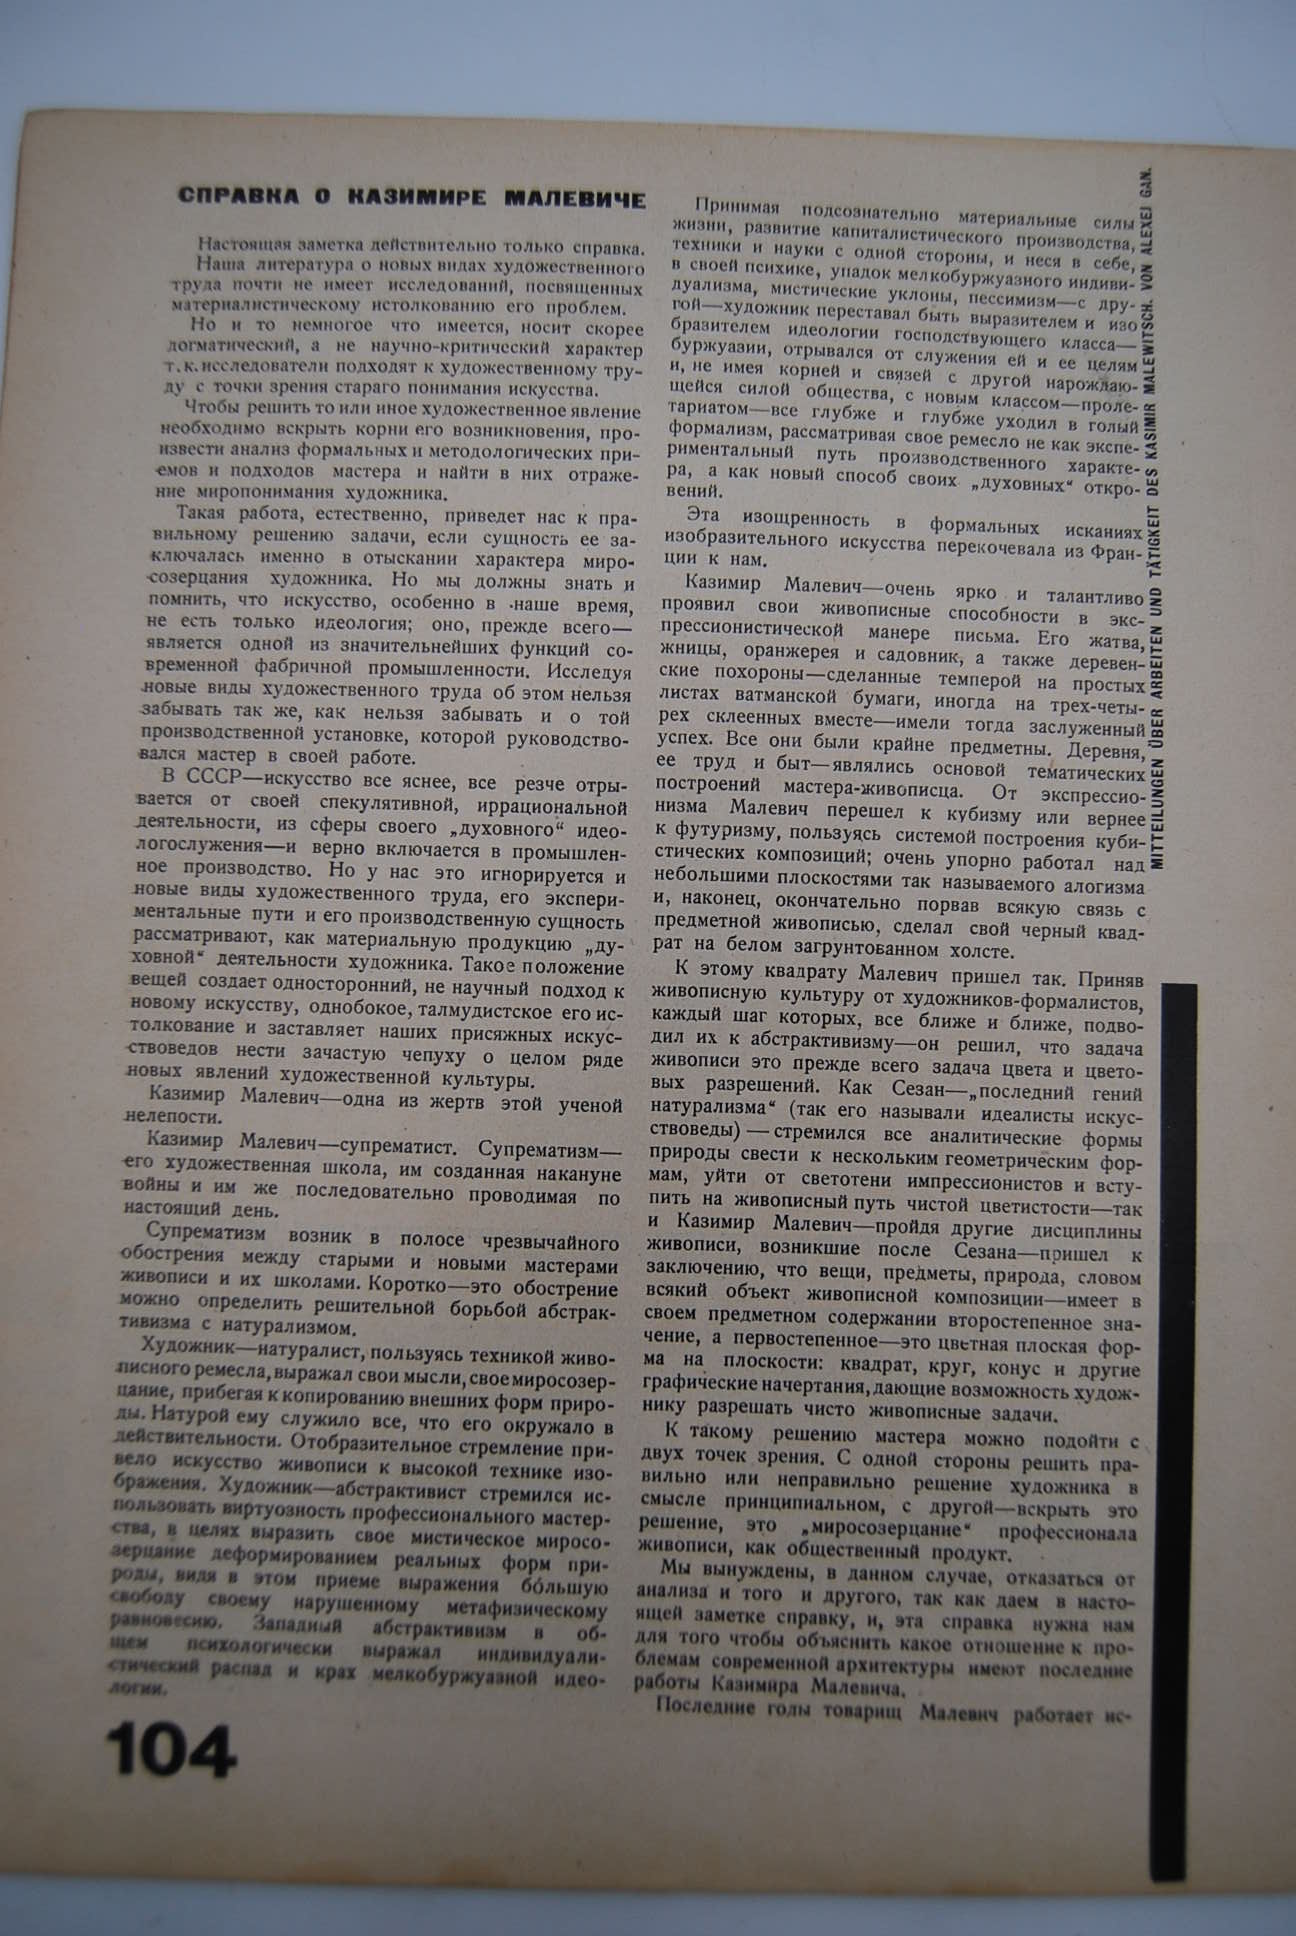 СПРАВКА О КАЗИМИРЕ МАЛЕВИЧЕ
Настоящая заметка действительно только справка.
Наша литература о новых видах художественного
труда почти не имеет исследований, посвященных
материалистическому истолкованию его проблем.
Но и то немногое что имеется, носит скорее
догматический, а не научно-критический характер
т. к. исследователи подходят к художественному тру-
ду с точки зрения стараго понимания искусства.
Чтобы решить то или иное художественное явление
необходимо вскрыть корни его возникновения, про-
извести анализ формальных и методологических при-
емов и подходов мастера и найти в них отраже-
ние миропонимания художника.
Такая работа, естественно, приведет нас к пра-
вильному решению задачи, если сущность ее за-
ключалась именно в отыскании характера миро-
созерцания художника. Но мы должны знать и
помнить, что искусство, особенно в наше время,
не есть только идеология; оно, прежде всего—
является одной из значительнейших функций со-
временной фабричной промышленности. Исследуя
новые виды художественного труда об этом нельзя
забывать так же, как нельзя забывать и о той
производственной установке, которой руководство-
вался мастер в своей работе.
В СССР—искусство все яснее, все резче отры-
вается от своей спекулятивной, иррациональной
деятельности, из сферы своего „духовного“ идео-
логослужения—и верно включается в промышлен-
ное производство. Но у нас это игнорируется и
новые виды художественного труда, его экспери-
ментальные пути и его производственную сущность
рассматривают, как материальную продукцию „ду-
ховной“ деятельности художника. Такое положение
вещей создает односторонний, не научный подход к
новому искусству, однобокое, талмудистское его ис-
толкование и заставляет наших присяжных искус-
ствоведов нести зачастую чепуху о целом ряде
новых явлений художественной культуры.
Казимир Малевич—одна из жертв этой ученой
нелепости.
Казимир Малевич—супрематист. Супрематизм—
его художественная школа, им созданная накануне
войны и им же последовательно проводимая по
настоящий день.
Супрематизм возник в полосе чрезвычайного
обострения между старыми и новыми мастерами
живописи и их школами. Коротко—это обострение
можно определить решительной борьбой абстрак-
тивизма с натурализмом.
Художник—натуралист, пользуясь техникой живо-
писного ремесла, выражал свои мысли, свое миросозер-
цание, прибегая к копированию внешних форм приро-
ды. Натурой ему служило все, что его окружало в
действительности. Отобразительное стремление при-
вело искусство живописи к высокой технике изо-
бражения. Художник—абстрактивист стремился ис-
пользовать виртуозность профессионального мастер-
ства, в целях выразить свое мистическое миросо-
зерцание деформированием реальных форм при-
роды, видя в этом приеме выражения бо́льшую
свободу своему нарушенному метафизическому
равновесию. Западный абстрактивизм в об-
щем психологически выражал индивидуали-
стический распад и крах мелкобуржуазной идео-
логии.
104
Принимая подсознательно материальные силы
жизни, развитие капиталистического производства,
техники и науки с одной стороны, и неся в себе,
в своей психике, упадок мелкобуржуазного индиви-
дуализма, мистические уклоны, пессимизм—с дру-
гой—художник переставал быть выразителем и изо
бразителем идеологии господствующего класса—
буржуазии, отрывался от служения ей и ее целям
и, не имея корней и связей с другой нарождаю-
щейся силой общества, с новым классом—проле-
тариатом—все глубже и глубже уходил в голый
формализм, рассматривая свое ремесло не как экспе-
риментальный путь производственного характе-
ра, а как новый способ своих „духовных“ откро-
вений.
Эта изощренность в формальных исканиях
изобразительного искусства перекочевала из Фран-
ции к нам.
Казимир Малевич—очень ярко и талантливо
проявил свои живописные способности в экс-
прессионистической манере письма. Его жатва,
жницы, оранжерея и садовник, а также деревен-
ские похороны—сделанные темперой на простых
листах ватманской бумаги, иногда на трех-четы-
рех склеенных вместе—имели тогда заслуженный
успех. Все они были крайне предметны. Деревня,
ее труд и быт—являлись основой тематических
построений мастера-живописца. От экспрессио-
низма Малевич перешел к кубизму или вернее
к футуризму, пользуясь системой построения куби-
стических композиций; очень упорно работал над
небольшими плоскостями так называемого алогизма
и, наконец, окончательно порвав всякую связь с
предметной живописью, сделал свой черный квад-
рат на белом загрунтованном холсте.
К этому квадрату Малевич пришел так. Приняв
живописную культуру от художников-формалистов,
каждый шаг которых, все ближе и ближе, подво-
дил их к абстрактивизму—он решил, что задача
живописи это прежде всего задача цвета и цвето-
вых разрешений. Как Сезан—„последний гений
натурализма“ (так его называли идеалисты искус-
ствоведы) — стремился все аналитические формы
природы свести к нескольким геометрическим фор-
мам, уйти от светотени импрессионистов и всту-
пить на живописный путь чистой цветистости—так
и Казимир Малевич—пройдя другие дисциплины
живописи, возникшие после Сезана—пришел к
заключению, что вещи, предметы, природа, словом
всякий объект живописной композиции—имеет в
своем предметном содержании второстепенное зна-
чение, а первостепенное—это цветная плоская фор-
ма на плоскости: квадрат, круг, конус и другие
графические начертания, дающие возможность худож-
нику разрешать чисто живописные задачи.
К такому решению мастера можно подойти с
двух точек зрения. С одной стороны решить пра-
вильно или неправильно решение художника в
смысле принципиальном, с другой—вскрыть это
решение, это „миросозерцание“ профессионала
живописи, как общественный продукт.
Мы вынуждены, в данном случае, отказаться от
анализа и того и другого, так как даем в насто-
ящей заметке справку, и, эта справка нужна нам
для того чтобы объяснить какое отношение к про-
блемам современной архитектуры имеют последние
работы Казимира Малевича.
Последние годы товарищ Малевич работает ис-
MITTEILUNGEN ÜBER ARBEITEN UND TÄTIGKEIT DES KASIMIR MALEWITSCH. VON ALEXEJ GAN.